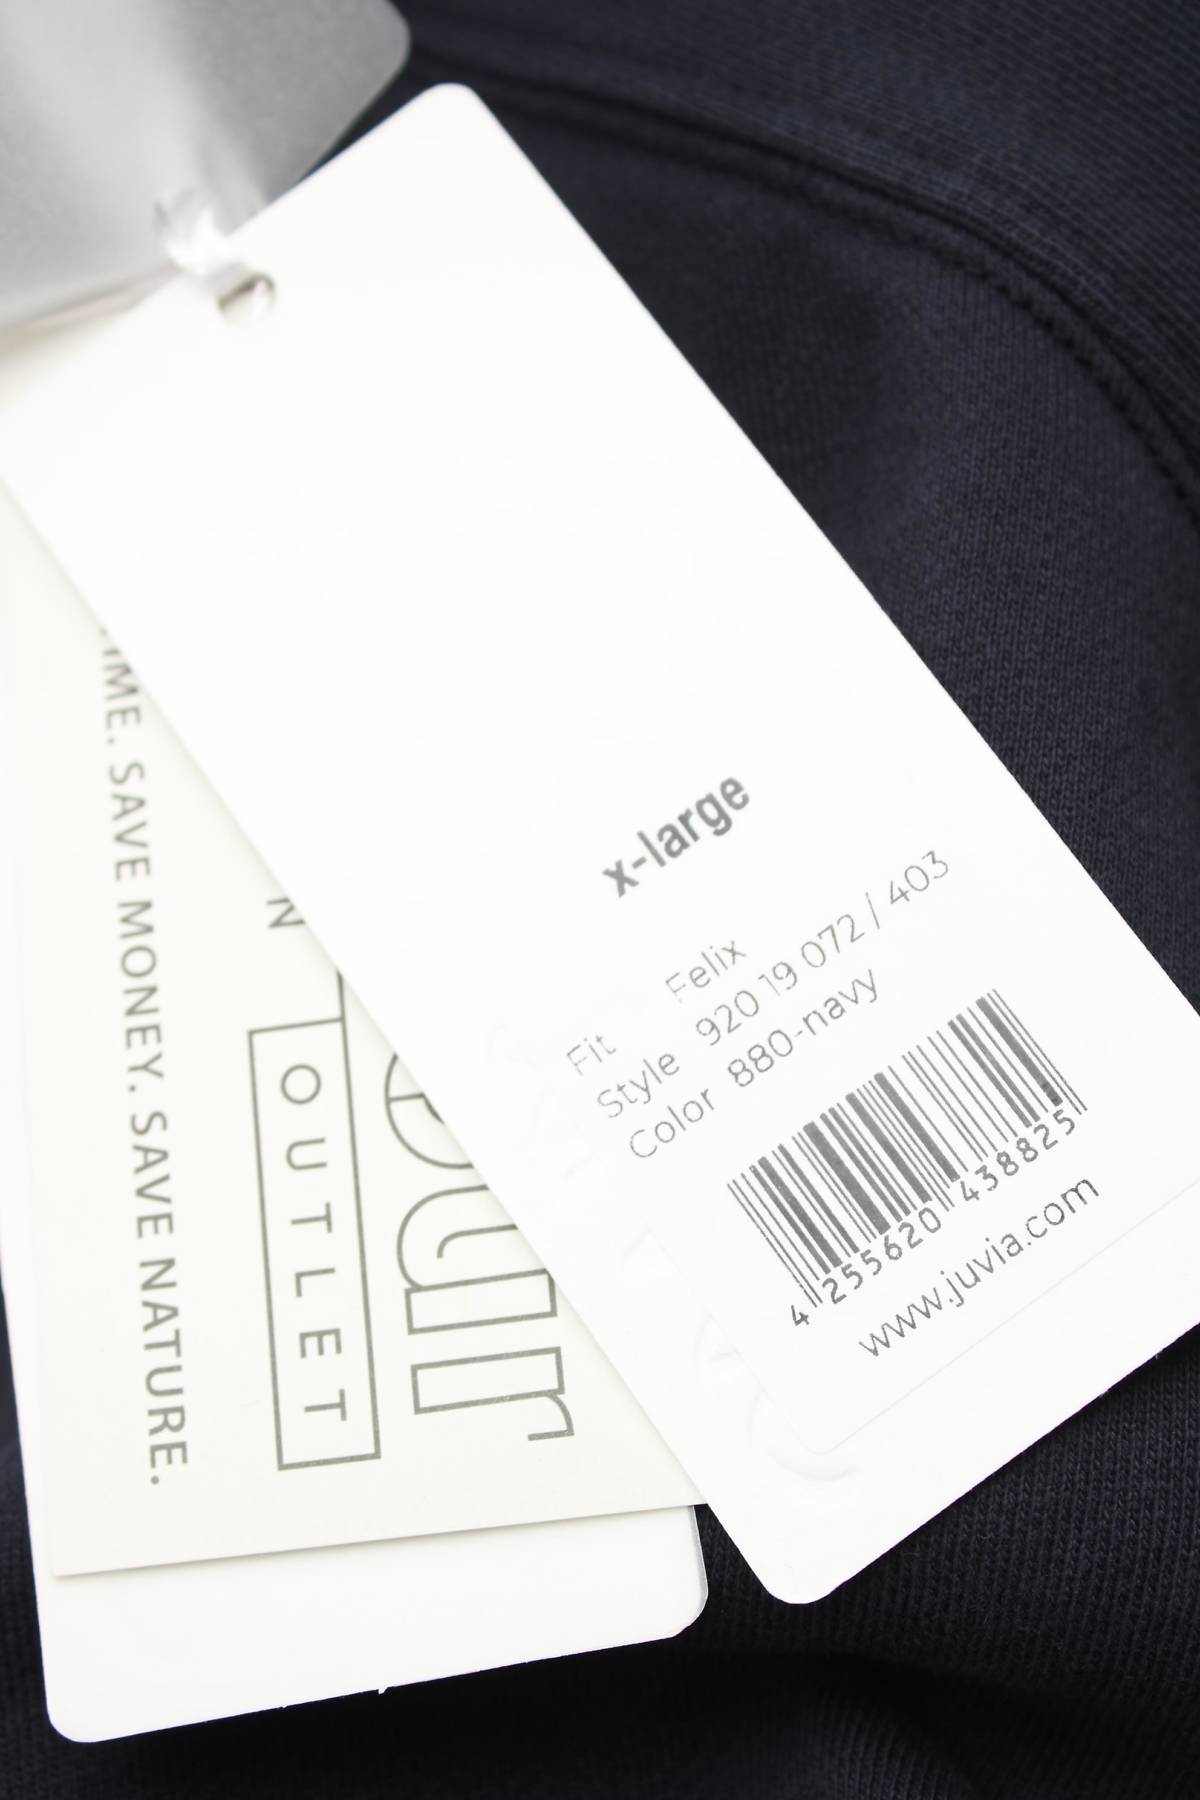 x-large
Fit Felix
Style 920 19 072 / 403
Color 880-navy
4 255620 438825
www.juvia.com
OUTLET
SAVE MONEY. SAVE NATURE.